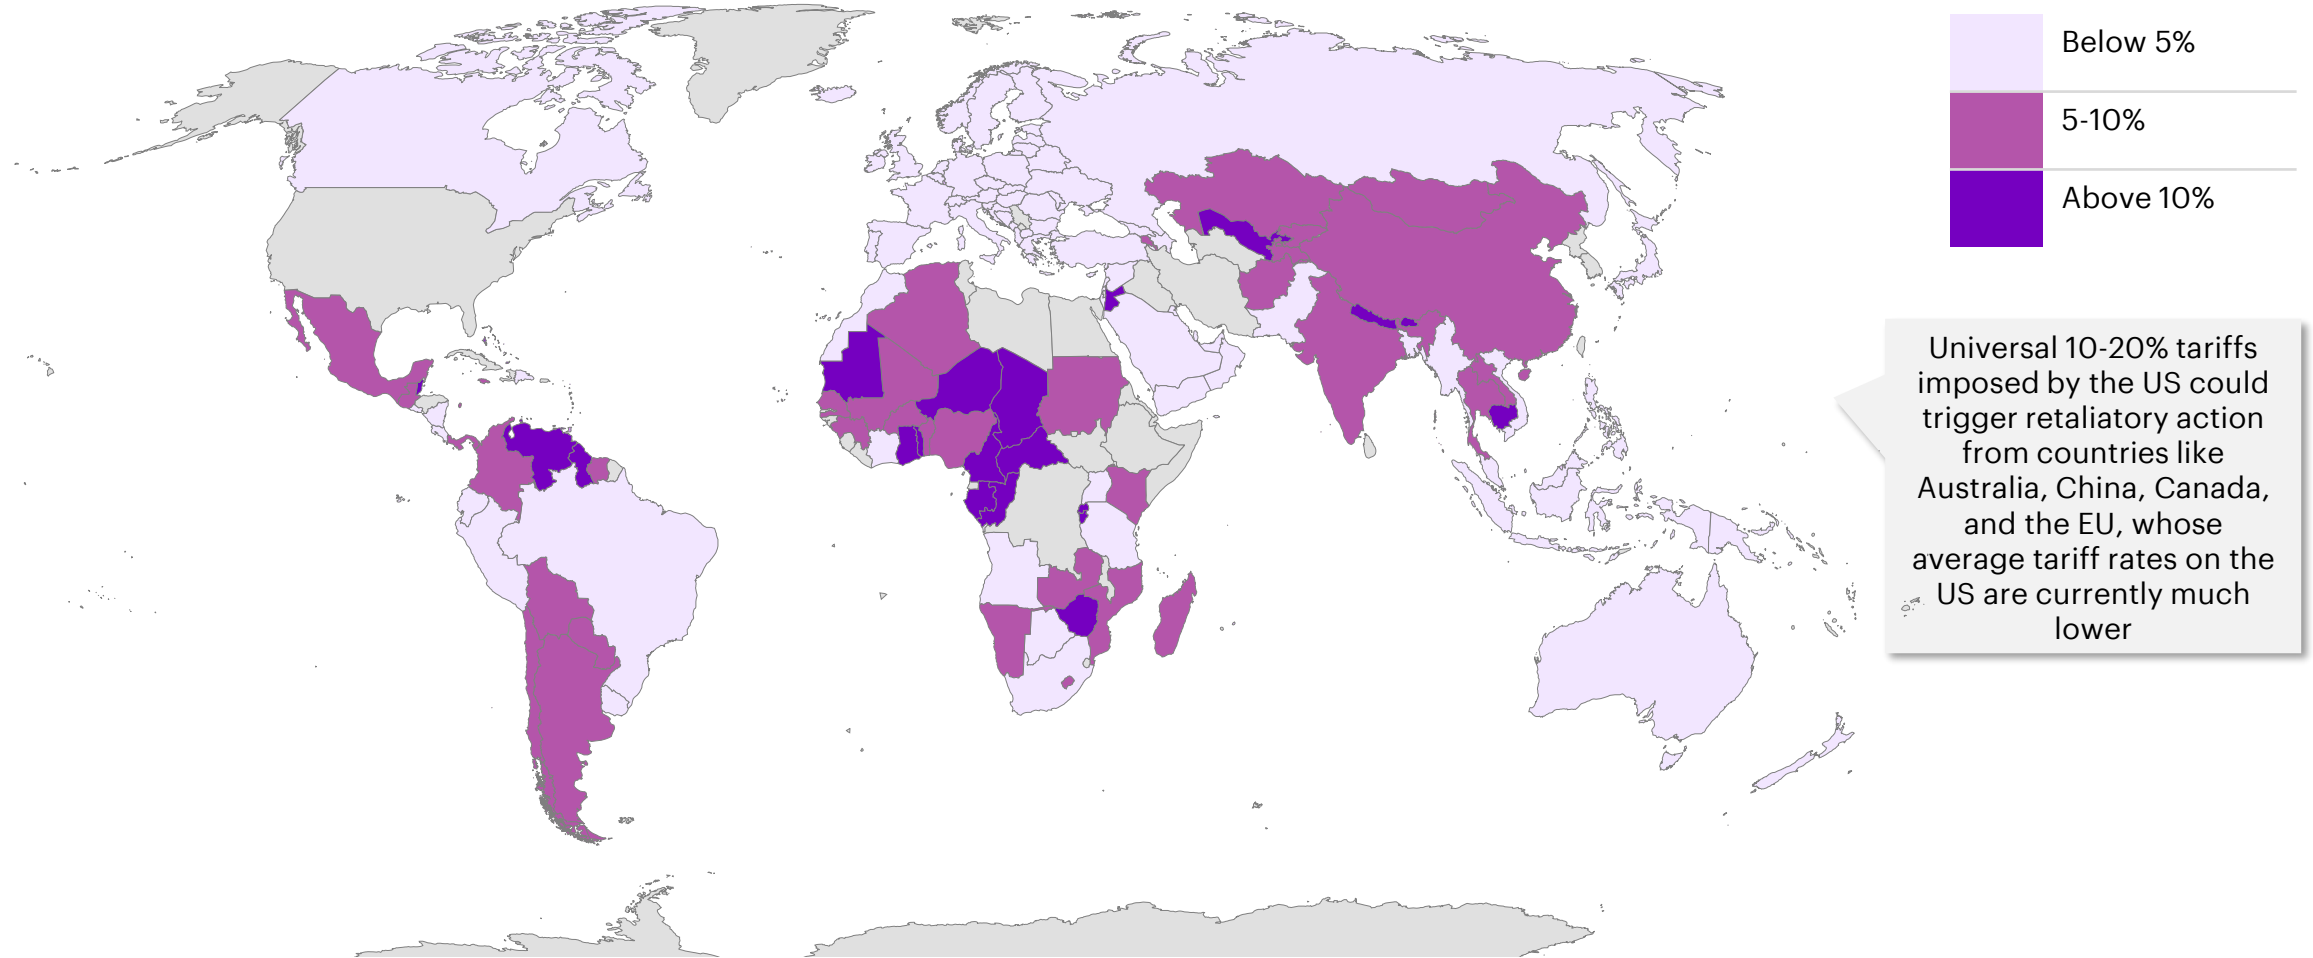 Below 5%
5-10%
Above 10%
Universal 10-20% tariffs
imposed by the US could
trigger retaliatory action
from countries like
Australia, China, Canada,
and the EU, whose
average tariff rates on the
US are currently much
lower